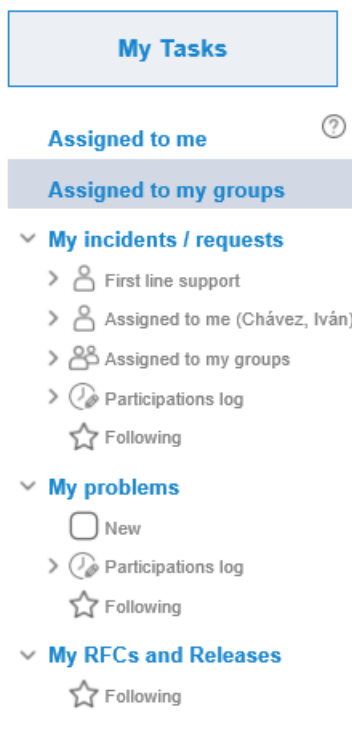 My Tasks
?
Assigned to me
Assigned to my groups
My incidents / requests
First line support
Assigned to me (Chávez, Iván)
Assigned to my groups
Participations log
Following
My problems
New
Participations log
Following
My RFCs and Releases
Following